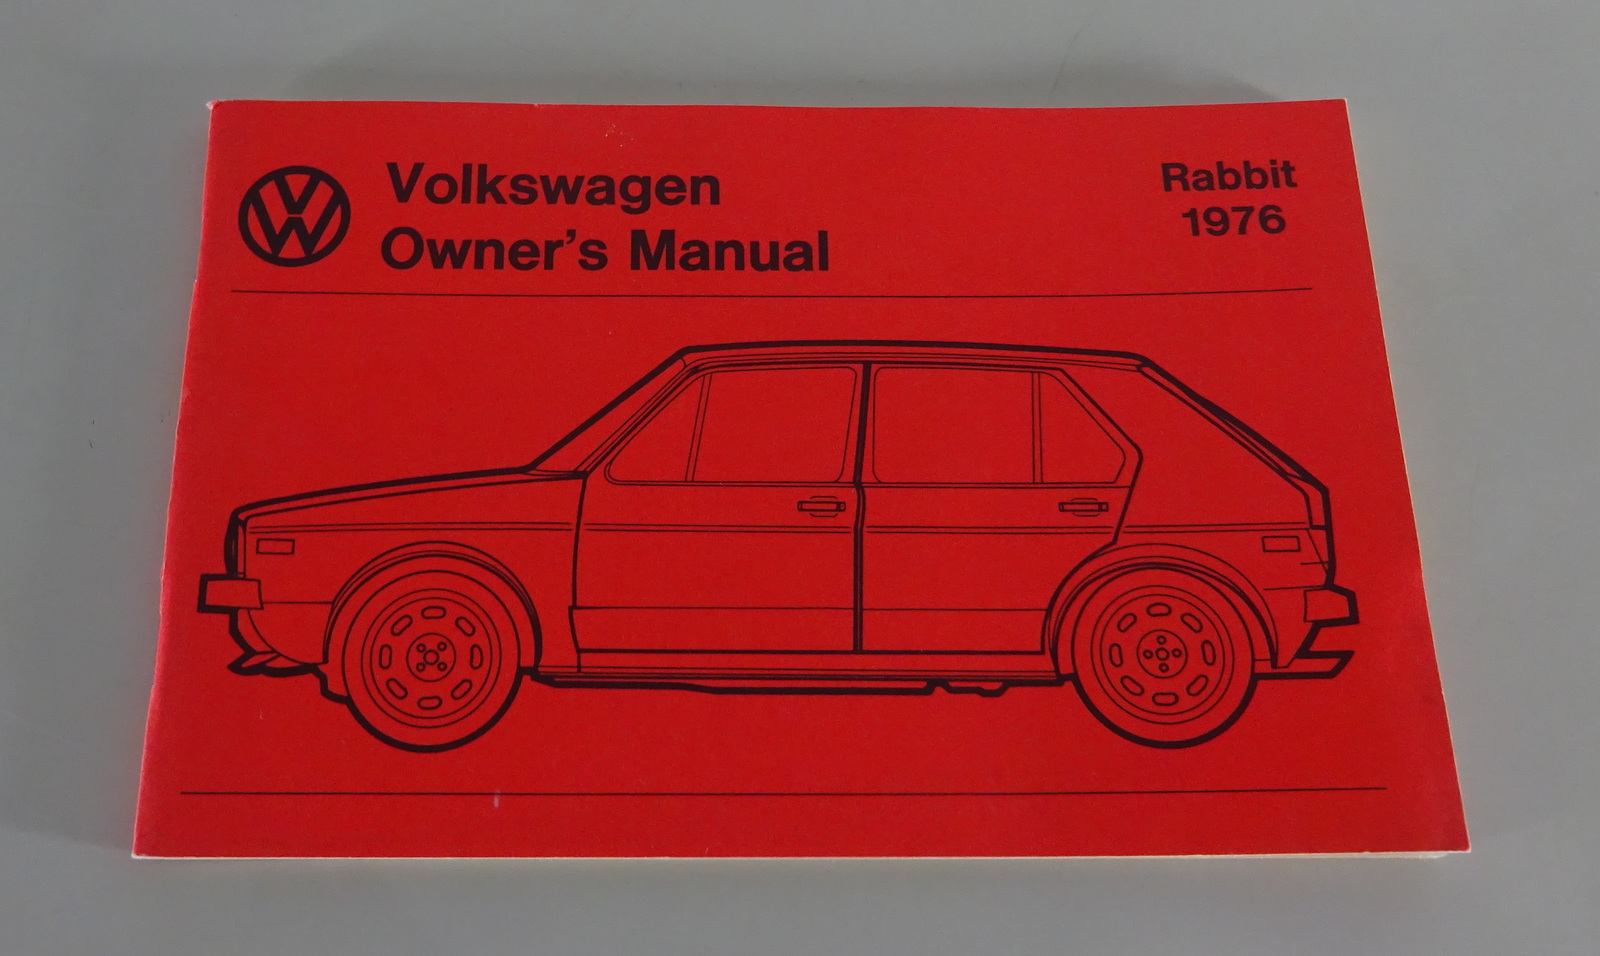 Volkswagen
Owner's Manual
Rabbit
1976